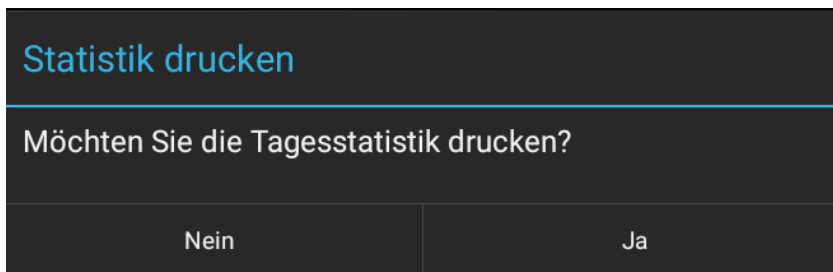 Statistik drucken
Möchten Sie die Tagesstatistik drucken?
Nein Ja